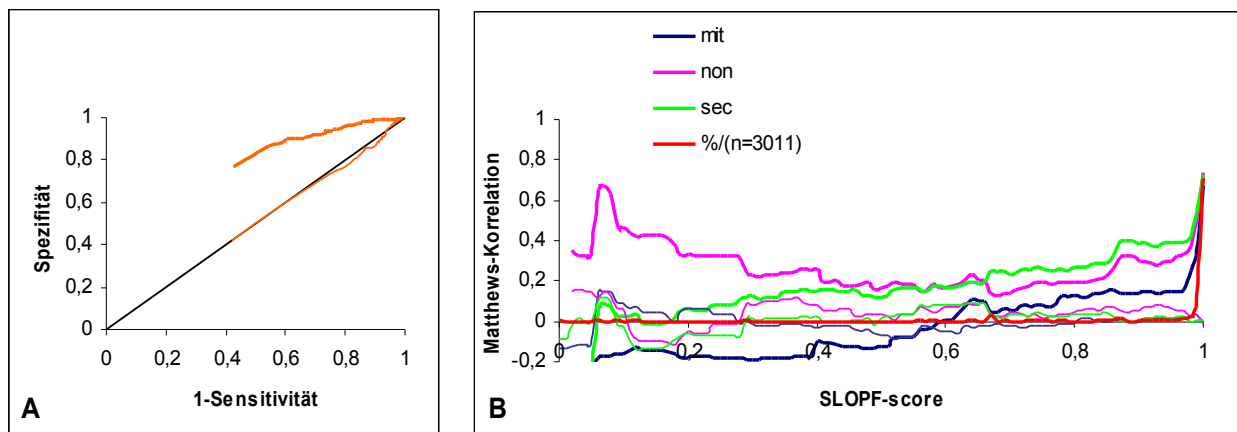 1
0,8
0,6
0,4
0,2
0
Spezifität
0 0,2 0,4 0,6 0,8 1
1-Sensitivität
A
mit
non
sec
%/(n=3011)
1
0,8
0,6
0,4
0,2
0
-0,2
Matthews-Korrelation
0 0,2 0,4 0,6 0,8 1
SLOPF-score
B